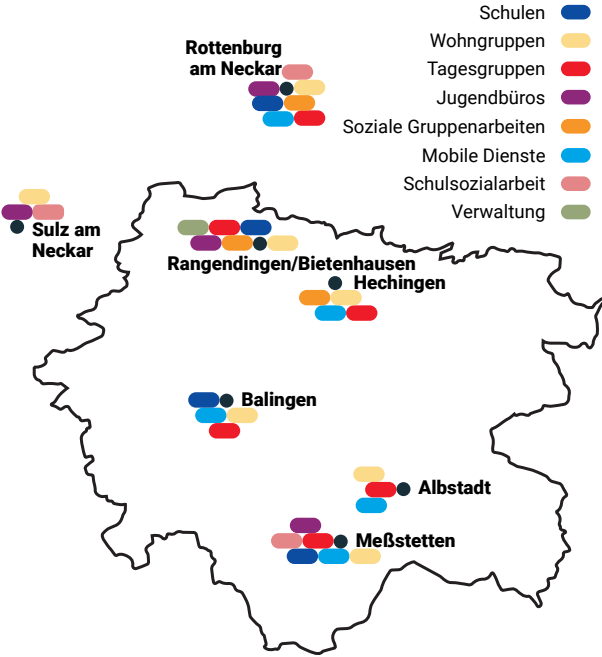 Schulen
Wohngruppen
Tagesgruppen
Jugendbüros
Soziale Gruppenarbeiten
Mobile Dienste
Schulsozialarbeit
Verwaltung
Rottenburg
am Neckar
Sulz am
Neckar
Rangendingen/Bietenhausen
Hechingen
Balingen
Albstadt
Meßstetten